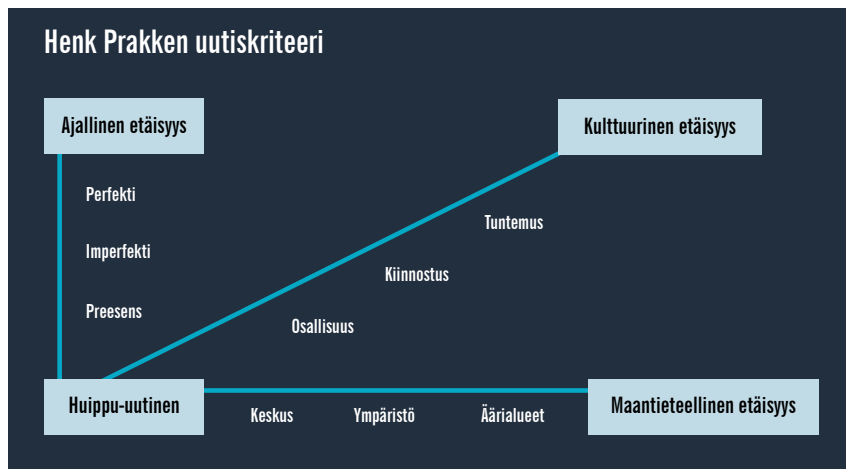 Henk Prakken uutiskriteeri
Ajallinen etäisyys
Kulttuurinen etäisyys
Perfekti
Tuntemus
Imperfekti
Kiinnostus
Preesens
Osallisuus
Huippu-uutinen
Maantieteellinen etäisyys
Keskus
Ympäristö
Äärialueet